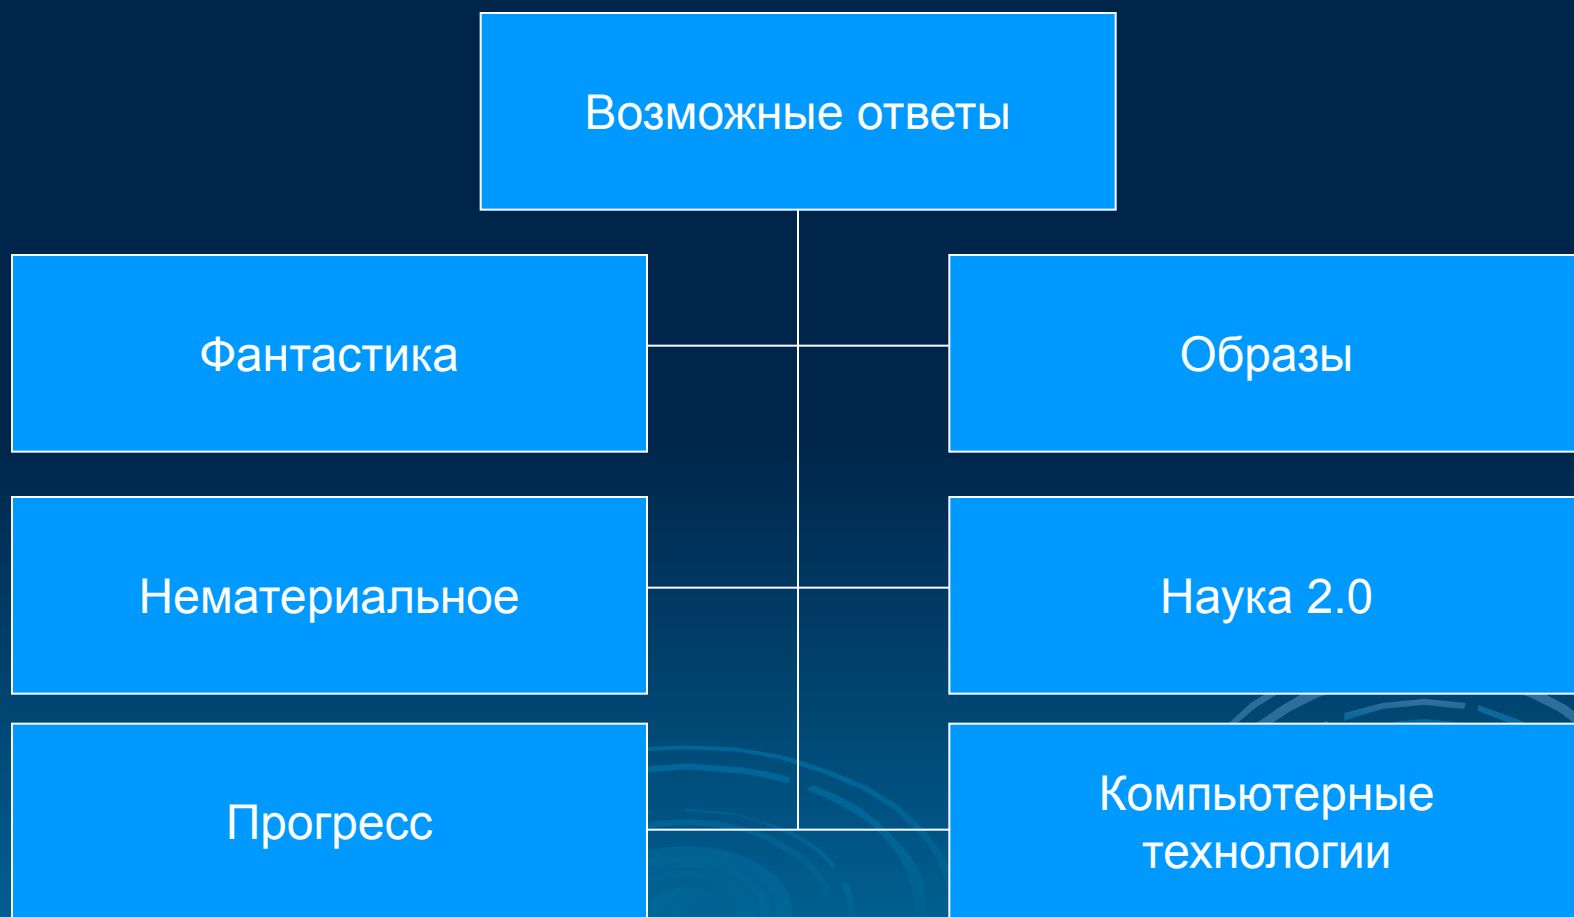 Возможные ответы
Фантастика
Образы
Нематериальное
Наука 2.0
Прогресс
Компьютерные
технологии